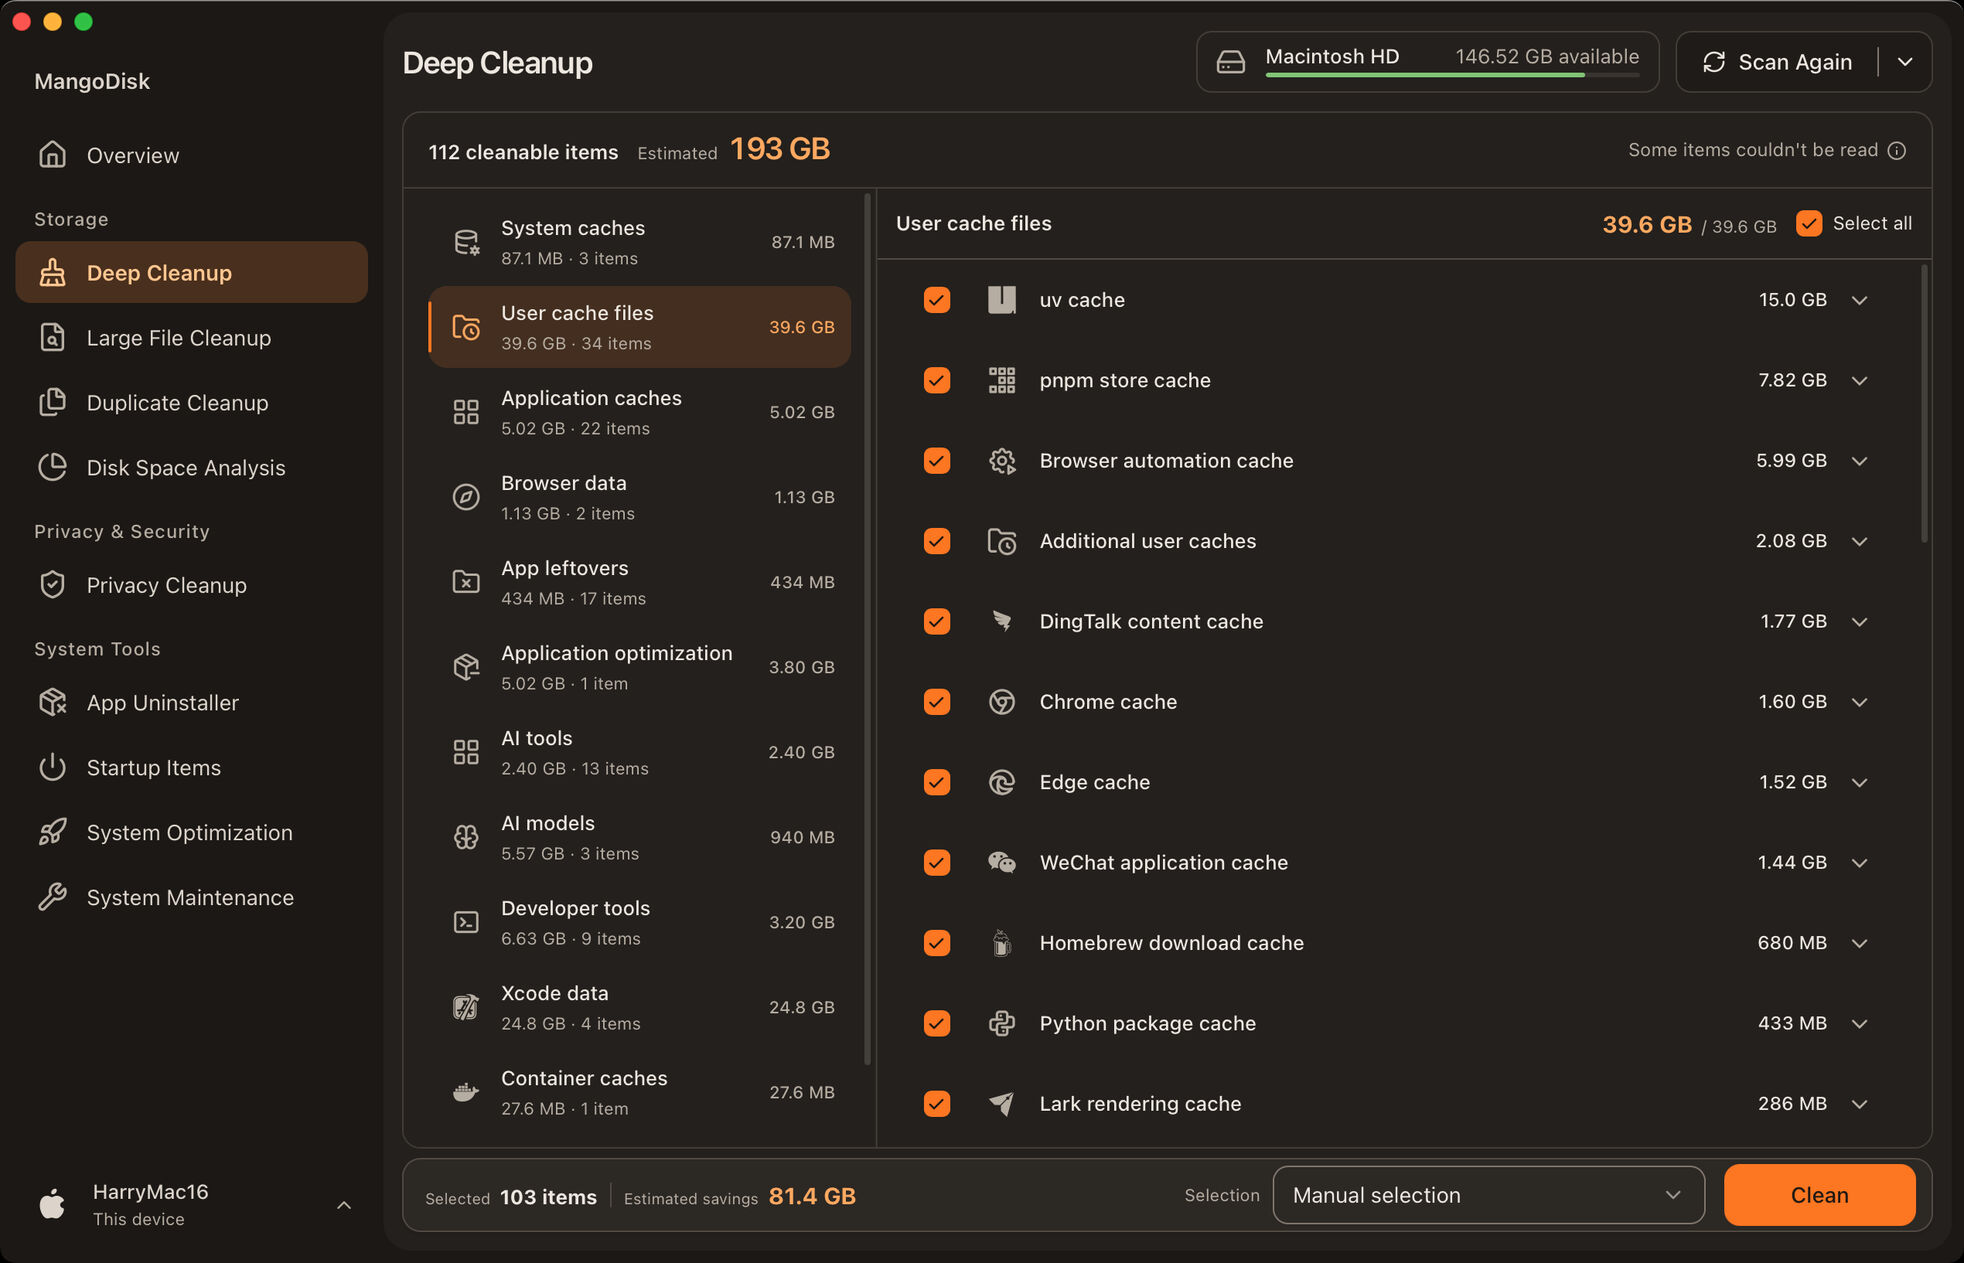 MangoDisk
Overview
Storage
Deep Cleanup
Large File Cleanup
Duplicate Cleanup
Disk Space Analysis
Privacy & Security
Privacy Cleanup
System Tools
App Uninstaller
Startup Items
System Optimization
System Maintenance
HarryMac16
This device
Deep Cleanup
Macintosh HD 146.52 GB available
Scan Again
112 cleanable items Estimated 193 GB
Some items couldn't be read
System caches
87.1 MB · 3 items
87.1 MB
User cache files
39.6 GB · 34 items
39.6 GB
Application caches
5.02 GB · 22 items
5.02 GB
Browser data
1.13 GB · 2 items
1.13 GB
App leftovers
434 MB · 17 items
434 MB
Application optimization
5.02 GB · 1 item
3.80 GB
AI tools
2.40 GB · 13 items
2.40 GB
AI models
5.57 GB · 3 items
940 MB
Developer tools
6.63 GB · 9 items
3.20 GB
Xcode data
24.8 GB · 4 items
24.8 GB
Container caches
27.6 MB · 1 item
27.6 MB
User cache files 39.6 GB / 39.6 GB Select all
uv cache 15.0 GB
pnpm store cache 7.82 GB
Browser automation cache 5.99 GB
Additional user caches 2.08 GB
DingTalk content cache 1.77 GB
Chrome cache 1.60 GB
Edge cache 1.52 GB
WeChat application cache 1.44 GB
Homebrew download cache 680 MB
Python package cache 433 MB
Lark rendering cache 286 MB
Selected 103 items Estimated savings 81.4 GB
Selection Manual selection
Clean